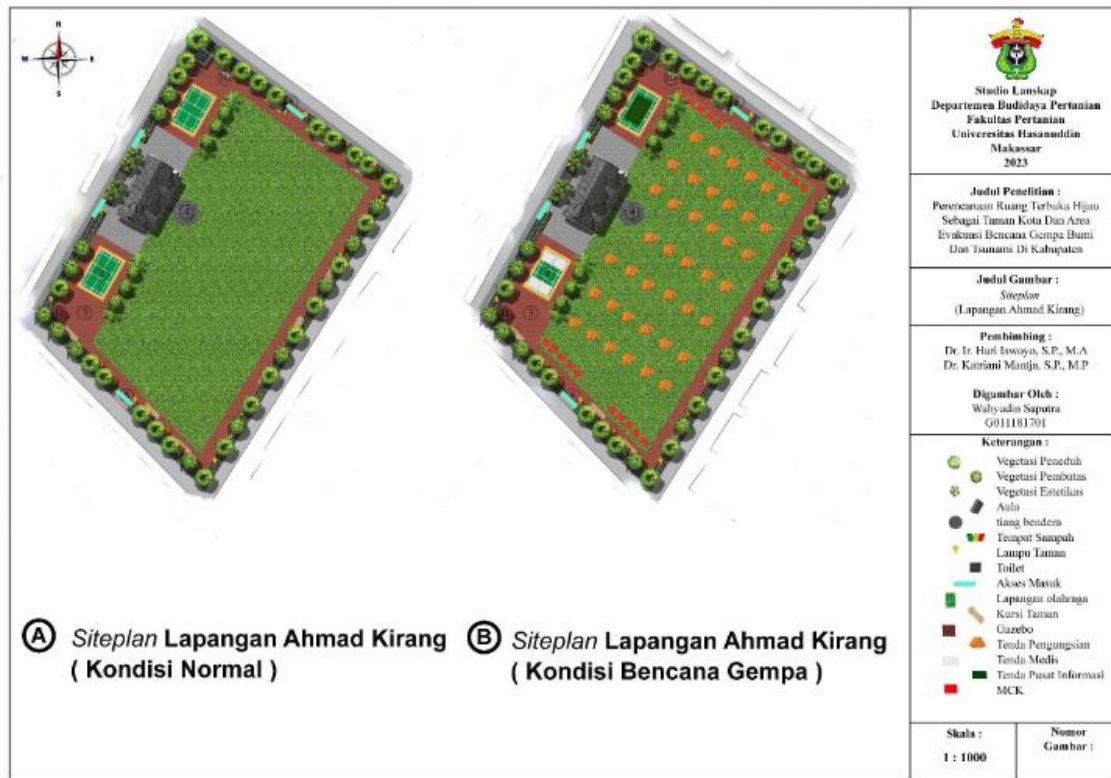 N
W
E
S
A Siteplan Lapangan Ahmad Kirang
( Kondisi Normal )
B Siteplan Lapangan Ahmad Kirang
( Kondisi Bencana Gempa )
Studio Lanskap
Departemen Budidaya Pertanian
Fakultas Pertanian
Universitas Hasanuddin
Makassar
2023
Judul Penelitian :
Perencanaan Ruang Terbuka Hijau
Sebagai Taman Kota Dan Area
Evakuasi Bencana Gempa Bumi
Dan Tsunami Di Kabupaten
Judul Gambar :
Siteplan
(Lapangan Ahmad Kirang)
Pembimbing :
Dr. Ir. Hari Iswoyo, S.P., M.A
Dr. Katriani Mantja, S.P., M.P
Digambar Oleh :
Wahyudin Saputra
G011181701
Keterangan :
Vegetasi Peneduh
Vegetasi Pembatas
Vegetasi Estetikas
Aula
tiang bendera
Tempat Sampah
Lampu Taman
Toilet
Akses Masuk
Lapangan olahraga
Kursi Taman
Gazebo
Tenda Pengungsian
Tenda Medis
Tenda Pusat Informasi
MCK
Skala :
1 : 1000
Nomor
Gambar :